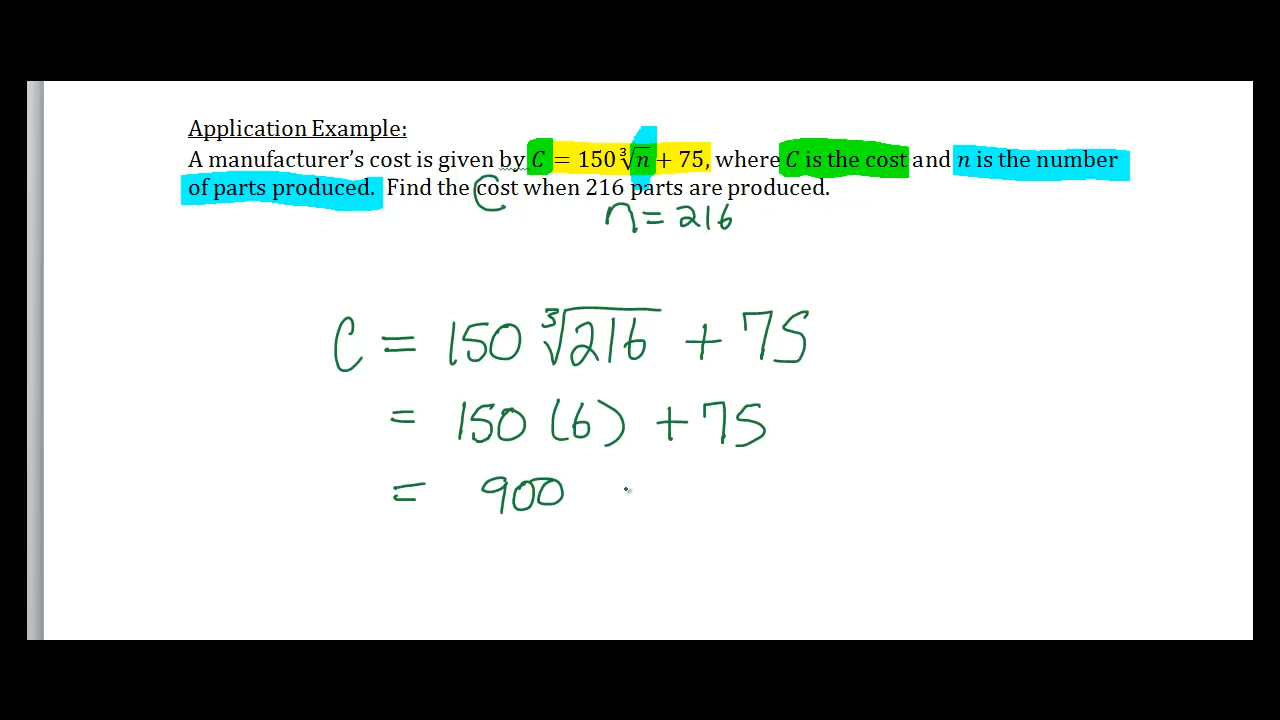 Application Example:
A manufacturer's cost is given by C = 150∛n + 75, where C is the cost and n is the number
of parts produced. Find the cost when 216 parts are produced.
C n = 216
C = 150 ∛216 + 75
= 150 (6) + 75
= 900